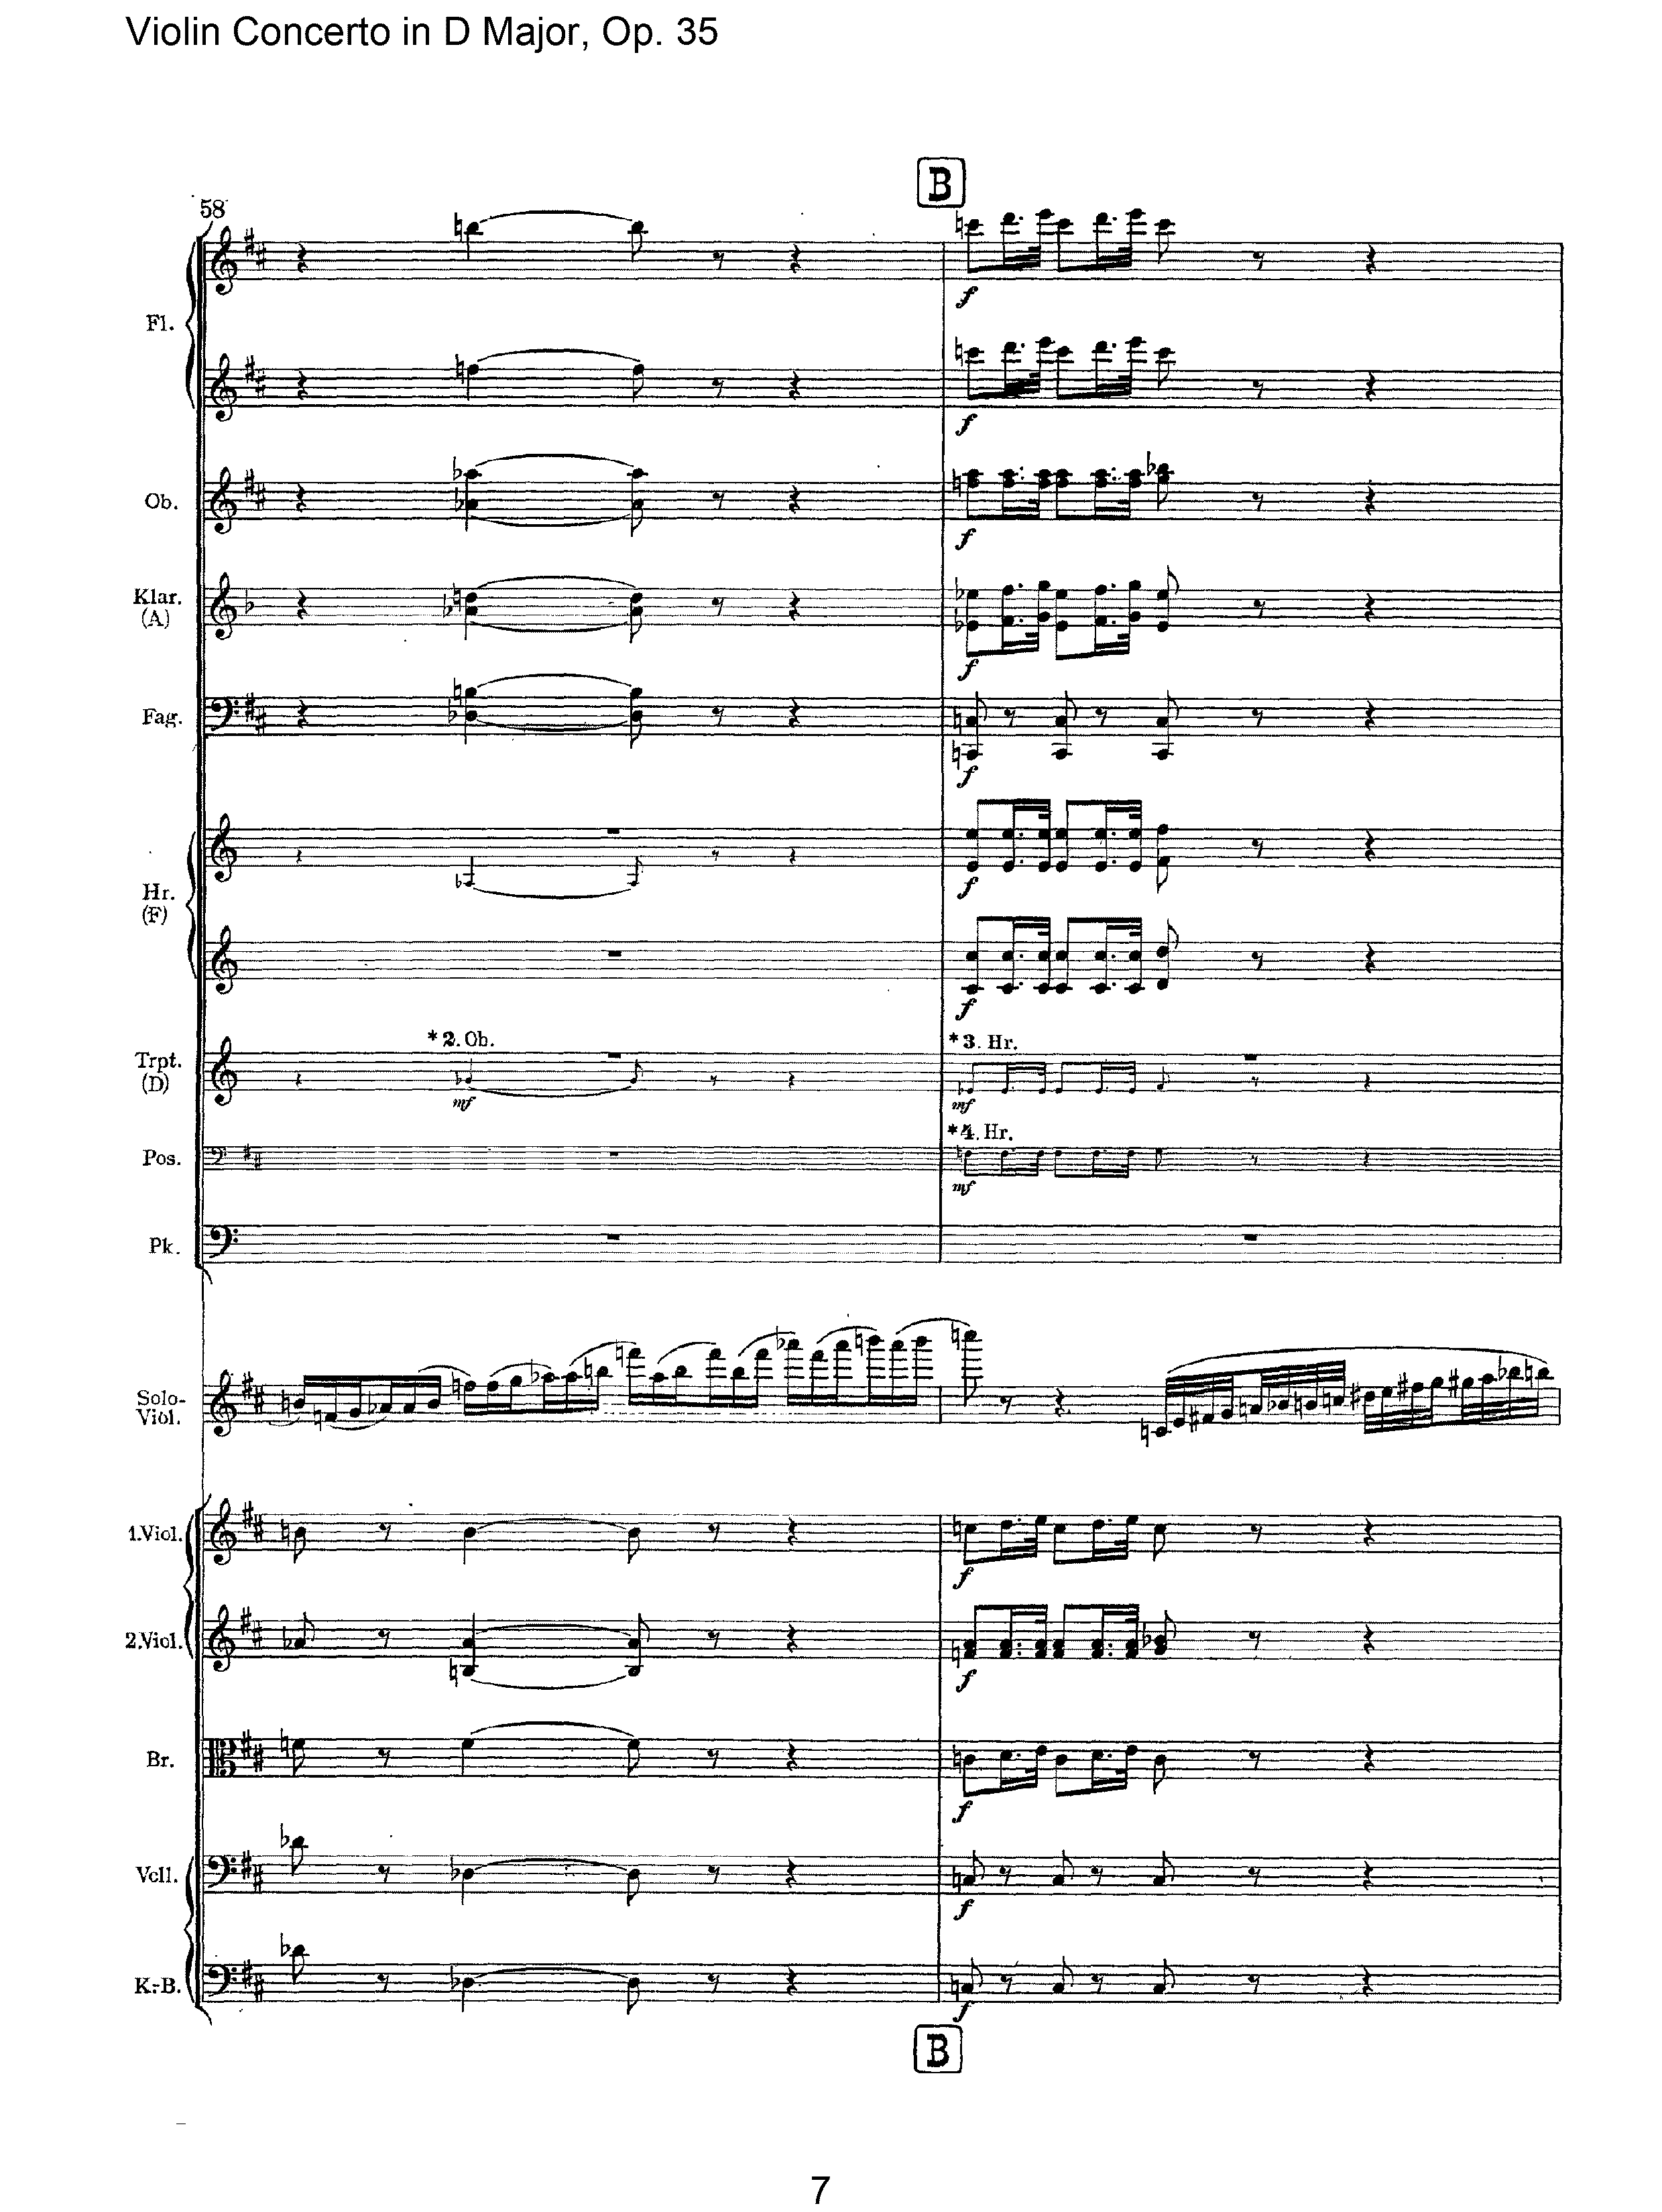 Violin Concerto in D Major, Op. 35
B
58
Fl.
f
f
Ob.
f
Klar.
(A)
f
Fag.
f
Hr.
(F)
f
f
Trpt.
(D)
*2. Ob.
*3. Hr.
mf
mf
Pos.
*4. Hr.
mf
Pk.
Solo-
Viol.
1.Viol.
f
2.Viol.
f
Br.
f
Vcll.
f
K.-B.
f
B
7